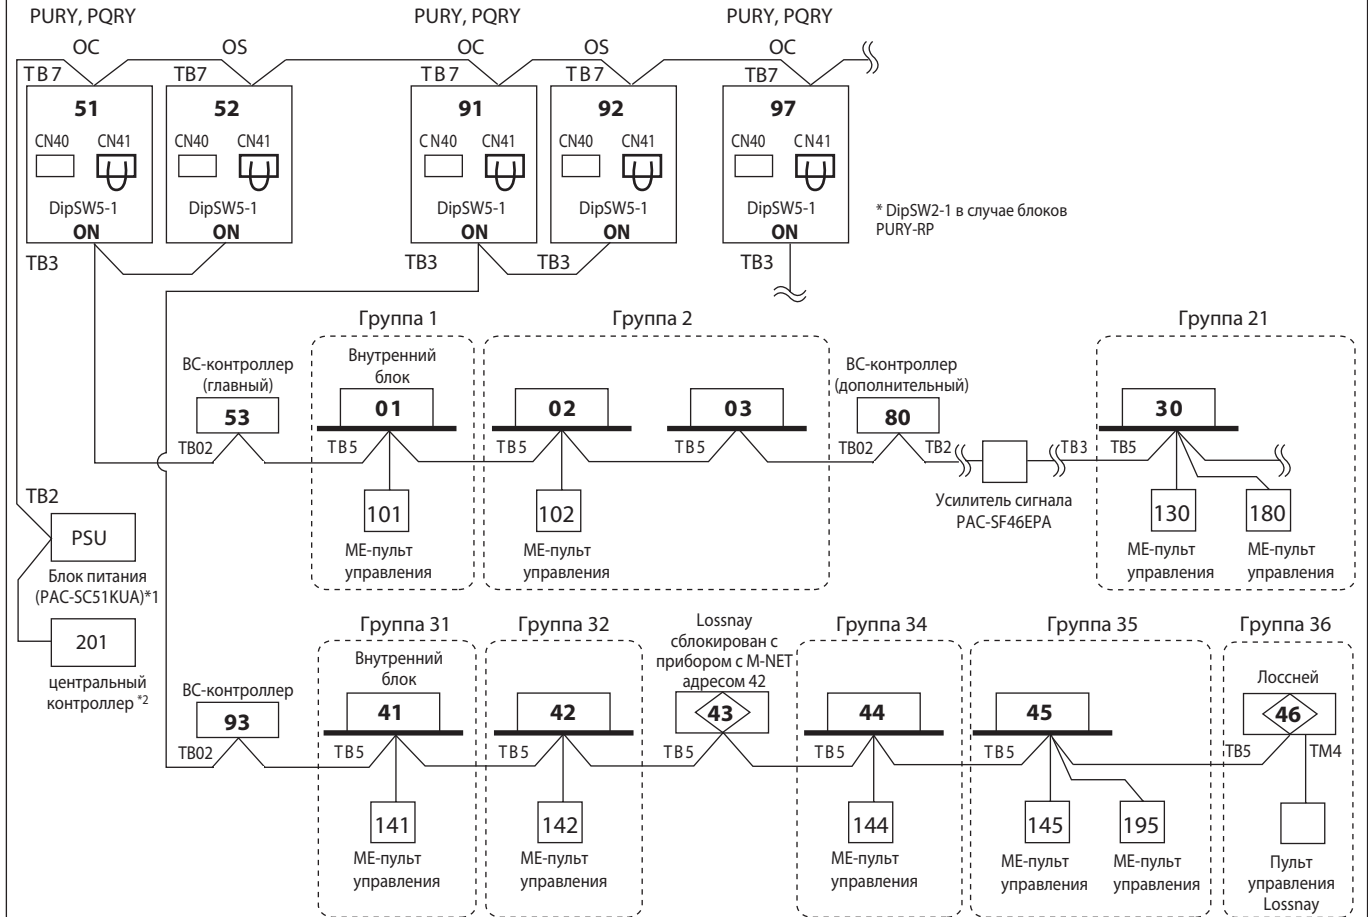 PURY, PQRY PURY, PQRY PURY, PQRY
OC OS OC OS OC
TB7 TB7 TB7 TB7 TB7
51 52 91 92 97
CN40 CN41 CN40 CN41 CN40 CN41 CN40 CN41 CN40 CN41
DipSW5-1 DipSW5-1 DipSW5-1 DipSW5-1 DipSW5-1
ON ON ON ON ON
* DipSW2-1 в случае блоков
PURY-RP
TB3 TB3 TB3 TB3
Группа 1 Группа 2 Группа 21
BC-контроллер
(главный)
53
Внутренний
блок
01
02 03
BC-контроллер
(дополнительный)
80
30
TB02 TB5 TB5 TB5 TB02 TB2 TB3 TB5
Усилитель сигнала
PAC-SF46EPA
101 102 130 180
ME-пульт
управления
ME-пульт
управления
ME-пульт
управления
ME-пульт
управления
TB2
PSU
Блок питания
(PAC-SC51KUA)*1
201
центральный
контроллер *2
Группа 31 Группа 32
Lossnay
сблокирован с
прибором с M-NET
адресом 42
Группа 34 Группа 35 Группа 36
BC-контроллер
93
Внутренний
блок
41
42 43 44 45
Лоссней
46
TB02 TB5 TB5 TB5 TB5 TB5 TB5 TM4
141 142 144 145 195
ME-пульт
управления
ME-пульт
управления
ME-пульт
управления
ME-пульт
управления
ME-пульт
управления
Пульт
управления
Lossnay